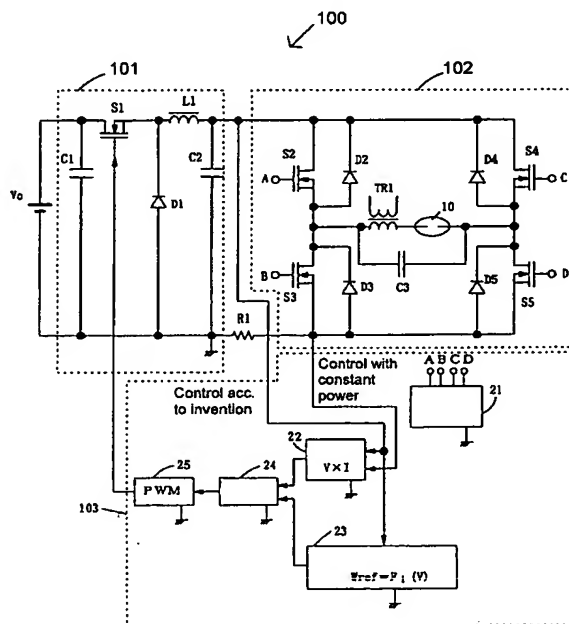 100
101
102
S1
L1
C1
C2
D1
S2
D2
D4
S4
A
C
TR1
10
Vo
B
S3
D3
C3
D5
S5
D
R1
Control acc.
to invention
Control with
constant
power
A B C D
21
22
V×I
24
25
PWM
103
23
Wref=F1 (V)